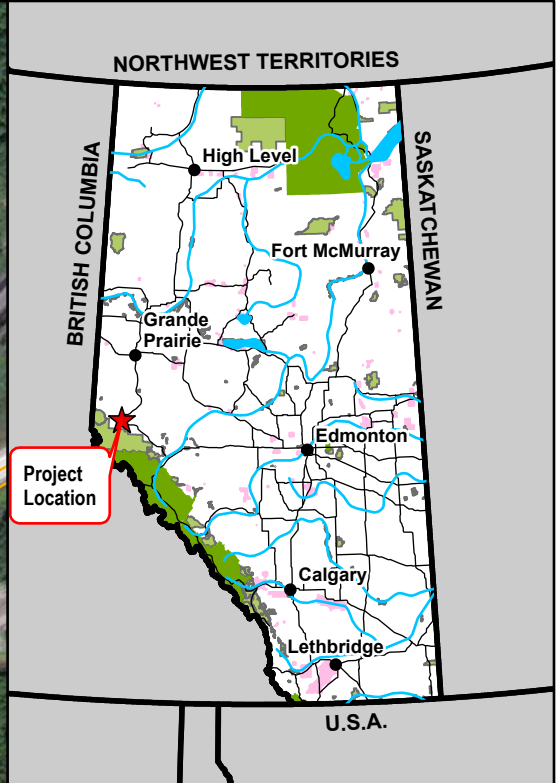 NORTHWEST TERRITORIES
BRITISH COLUMBIA
SASKATCHEWAN
High Level
Fort McMurray
Grande
Prairie
Project
Location
Edmonton
Calgary
Lethbridge
U.S.A.